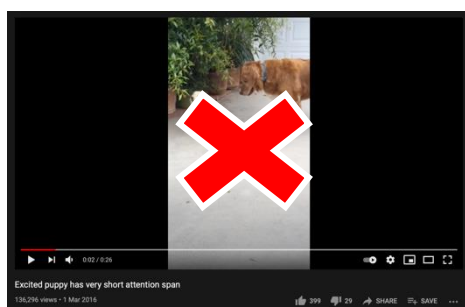 0:02 / 0:26
Excited puppy has very short attention span
136,296 views • 1 Mar 2016
399 29 SHARE SAVE